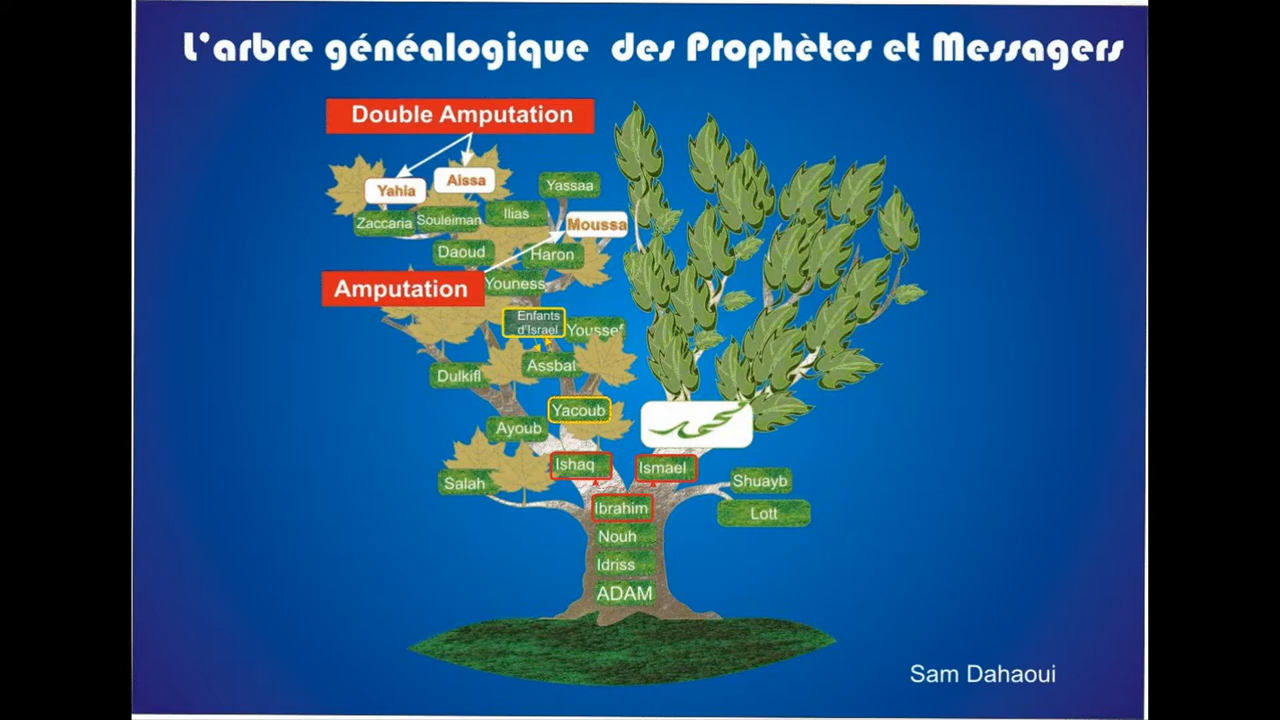 L'arbre généalogique des Prophètes et Messagers
Double Amputation
Yahia
Aissa
Yassaa
Zaccaria
Souleiman
Ilias
Moussa
Daoud
Haron
Amputation
Youness
Enfants
d'Israel
Youssef
Assbat
Dulkifl
Yacoub
محمد
Ayoub
Ishaq
Ismael
Salah
Shuayb
Ibrahim
Lott
Nouh
Idriss
ADAM
Sam Dahaoui